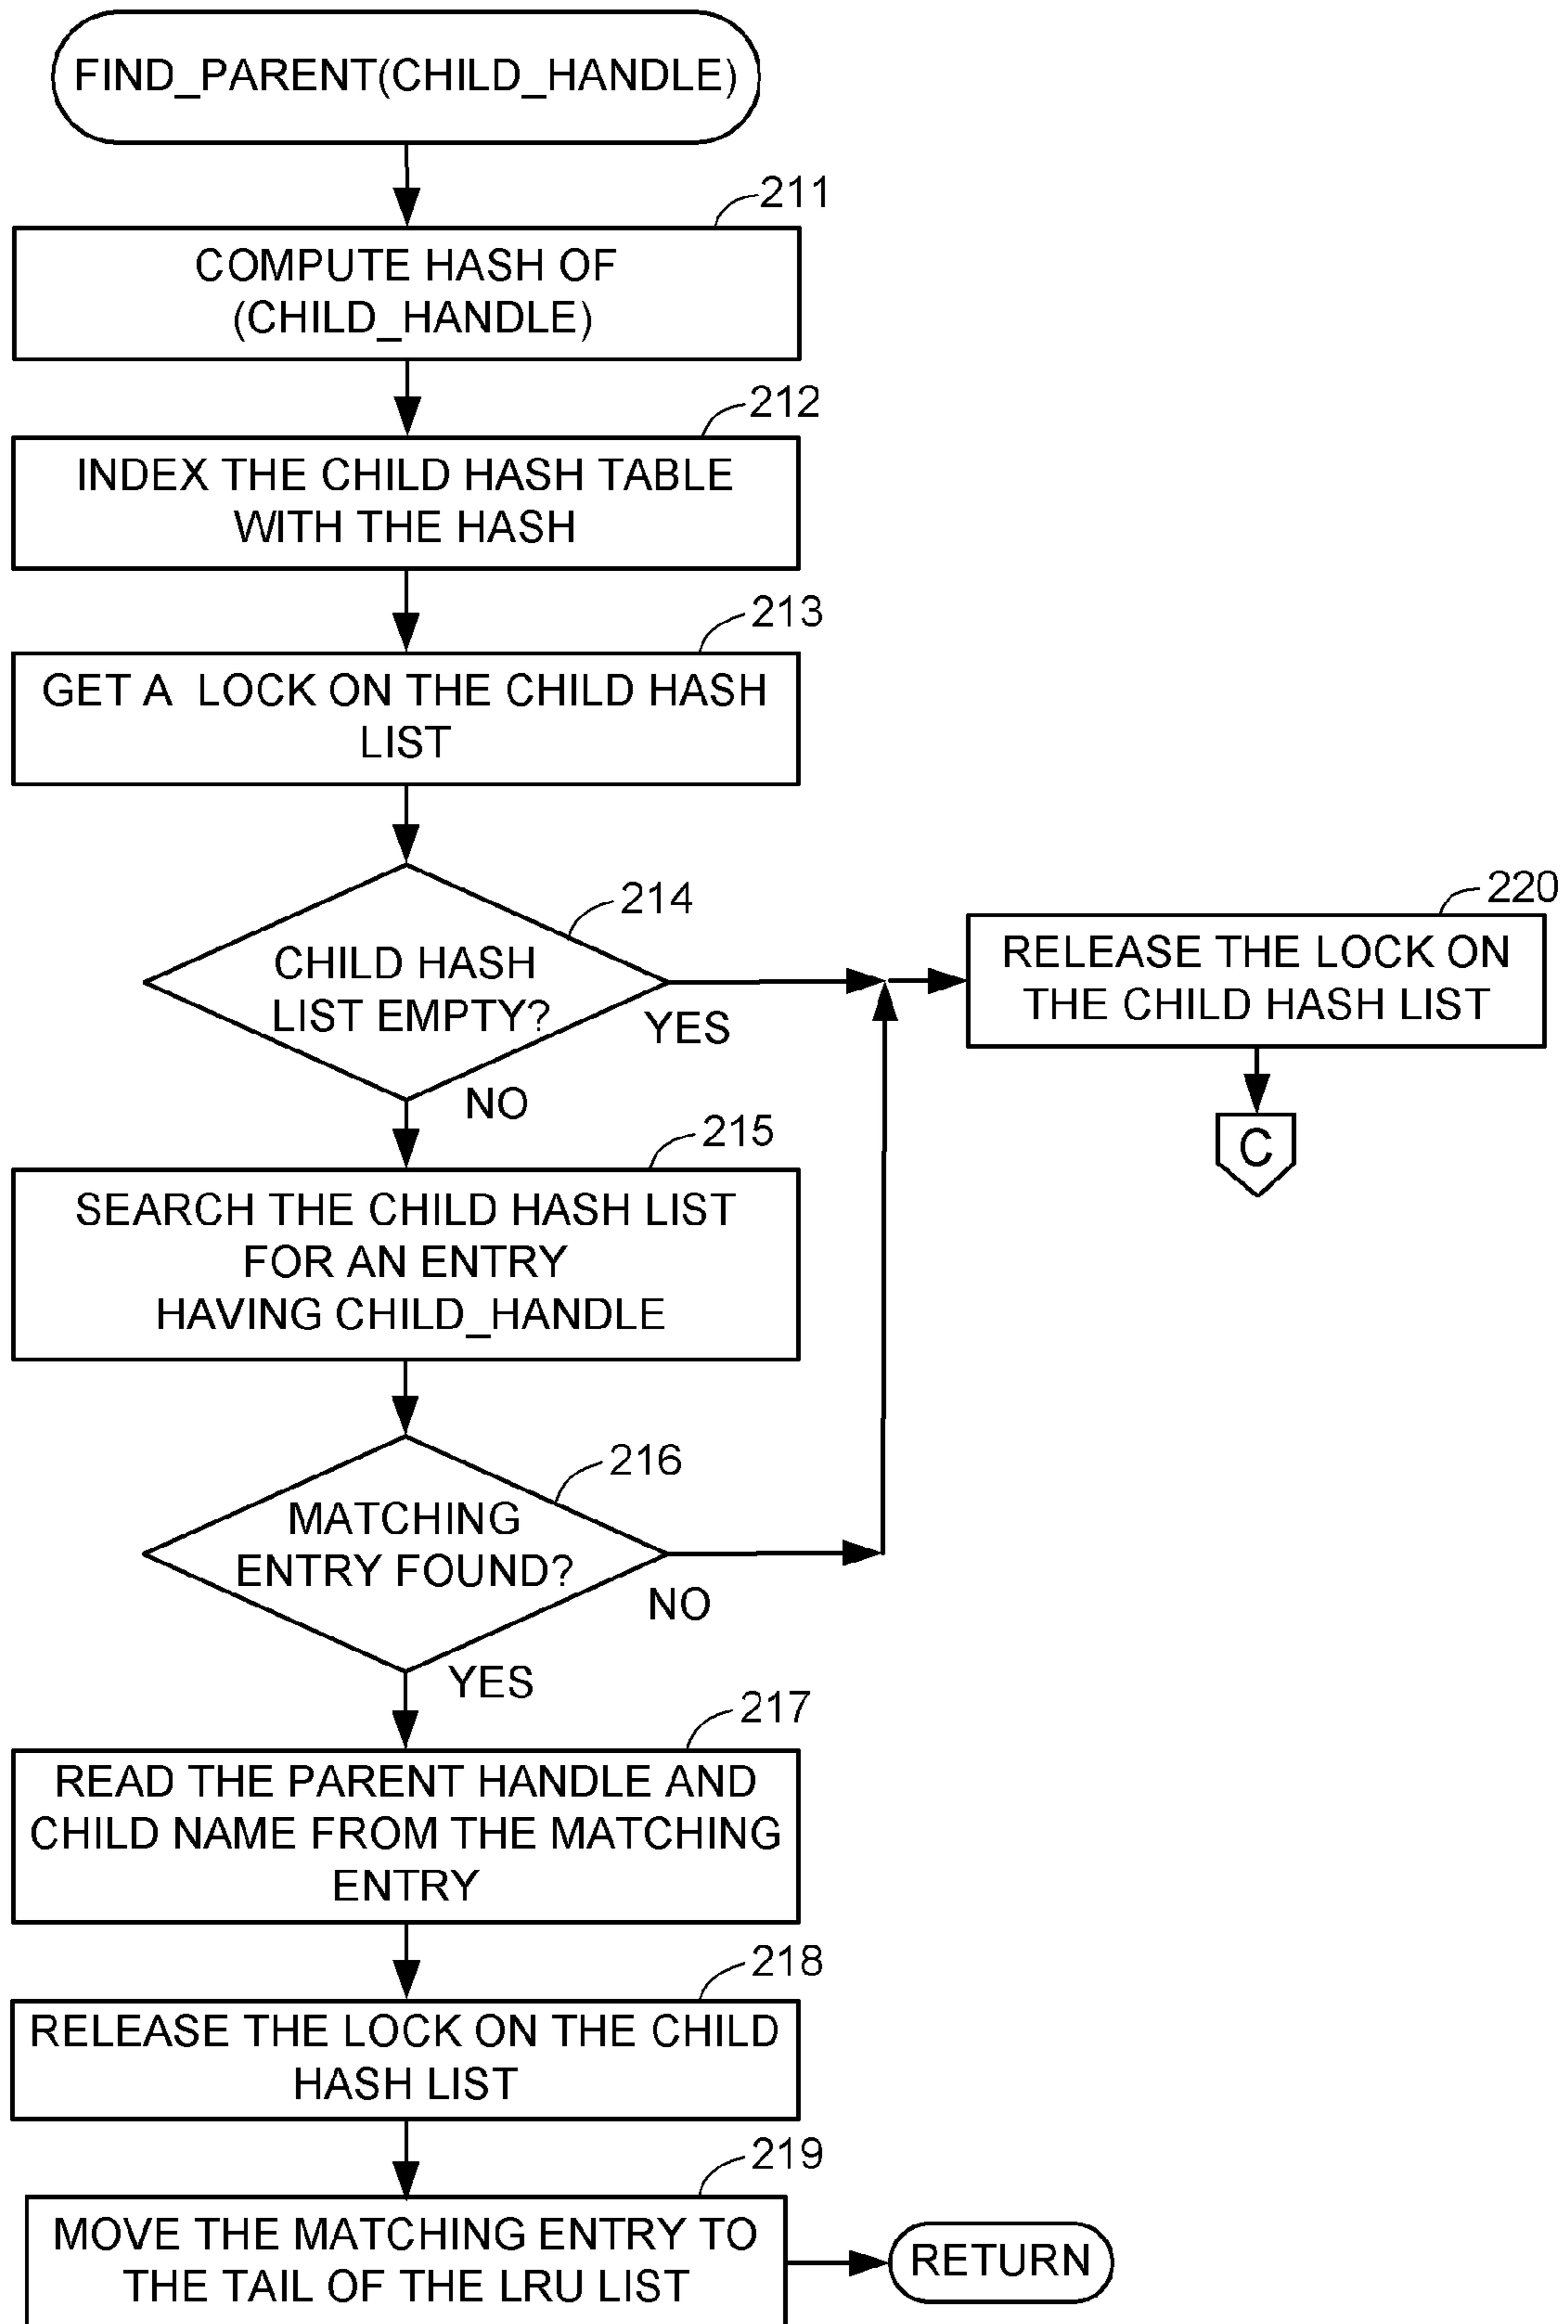 FIND_PARENT(CHILD_HANDLE)
211
COMPUTE HASH OF
(CHILD_HANDLE)
212
INDEX THE CHILD HASH TABLE
WITH THE HASH
213
GET A LOCK ON THE CHILD HASH
LIST
214
CHILD HASH
LIST EMPTY?
YES
NO
220
RELEASE THE LOCK ON
THE CHILD HASH LIST
C
215
SEARCH THE CHILD HASH LIST
FOR AN ENTRY
HAVING CHILD_HANDLE
216
MATCHING
ENTRY FOUND?
NO
YES
217
READ THE PARENT HANDLE AND
CHILD NAME FROM THE MATCHING
ENTRY
218
RELEASE THE LOCK ON THE CHILD
HASH LIST
219
MOVE THE MATCHING ENTRY TO
THE TAIL OF THE LRU LIST
RETURN